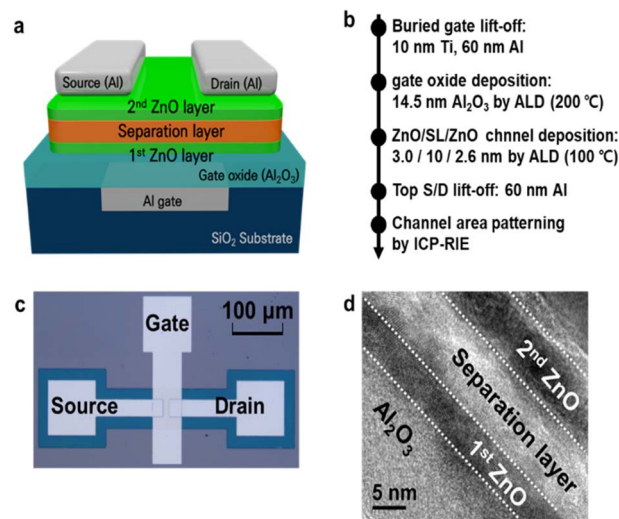 a
Source (Al)
Drain (Al)
2nd ZnO layer
Separation layer
1st ZnO layer
Gate oxide (Al2O3)
Al gate
SiO2 Substrate
b
Buried gate lift-off:
10 nm Ti, 60 nm Al
gate oxide deposition:
14.5 nm Al2O3 by ALD (200 ℃)
ZnO/SL/ZnO chnnel deposition:
3.0 / 10 / 2.6 nm by ALD (100 ℃)
Top S/D lift-off: 60 nm Al
Channel area patterning
by ICP-RIE
c
Gate
100 μm
Source
Drain
d
2nd ZnO
Separation layer
1st ZnO
Al2O3
5 nm